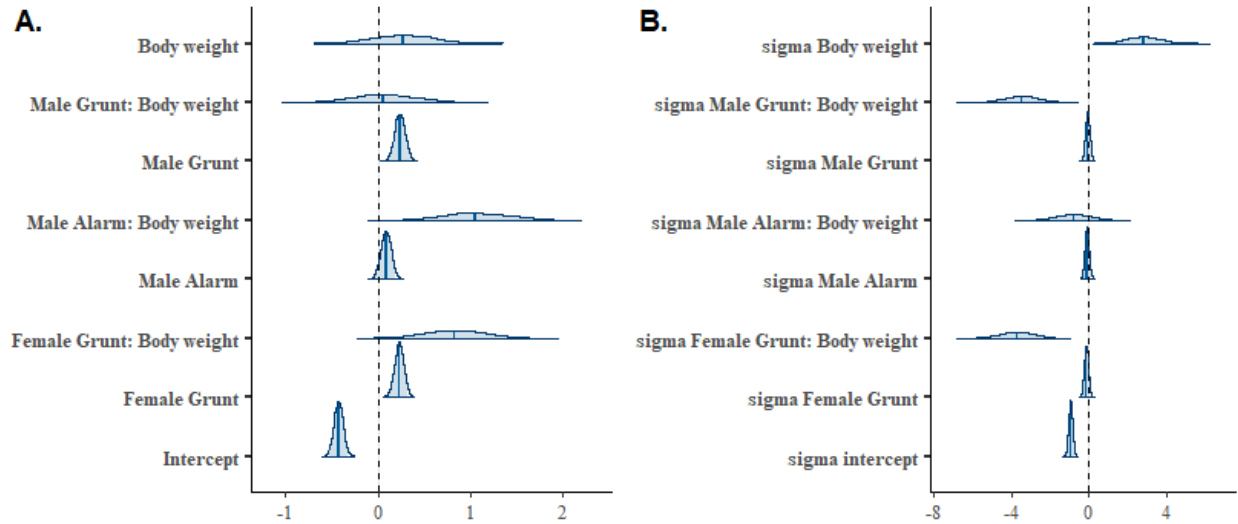 A.
Body weight
Male Grunt: Body weight
Male Grunt
Male Alarm: Body weight
Male Alarm
Female Grunt: Body weight
Female Grunt
Intercept
-1 0 1 2
B.
sigma Body weight
sigma Male Grunt: Body weight
sigma Male Grunt
sigma Male Alarm: Body weight
sigma Male Alarm
sigma Female Grunt: Body weight
sigma Female Grunt
sigma intercept
-8 -4 0 4